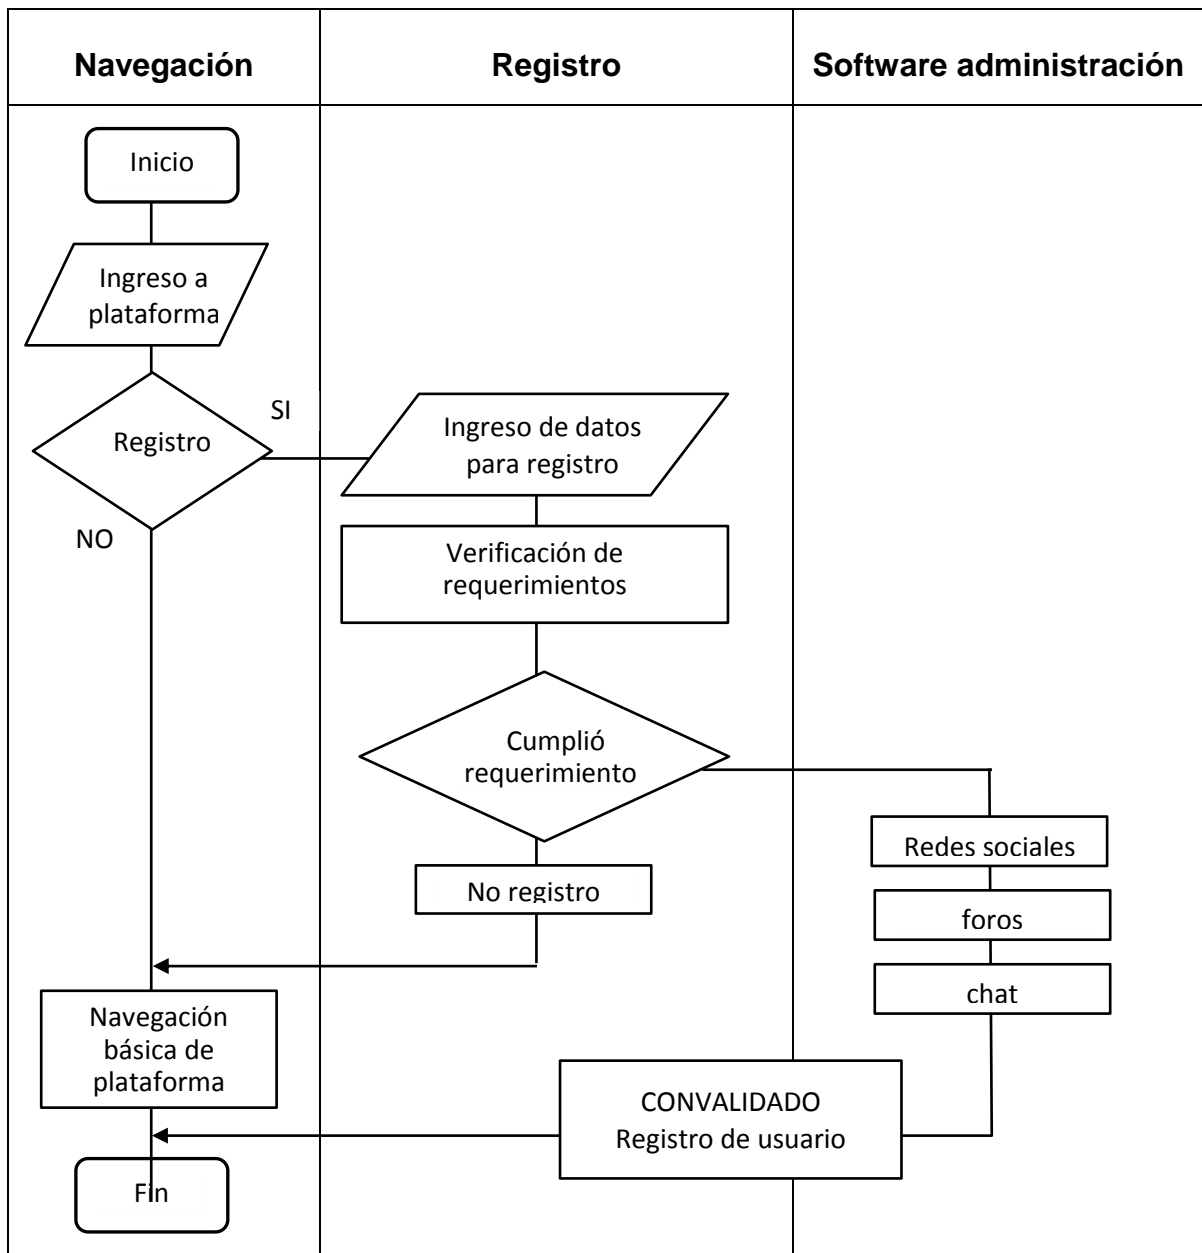 Navegación
Registro
Software administración
Inicio
Ingreso a
plataforma
Registro
SI
NO
Ingreso de datos
para registro
Verificación de
requerimientos
Cumplió
requerimiento
No registro
Redes sociales
foros
chat
Navegación
básica de
plataforma
CONVALIDADO
Registro de usuario
Fin